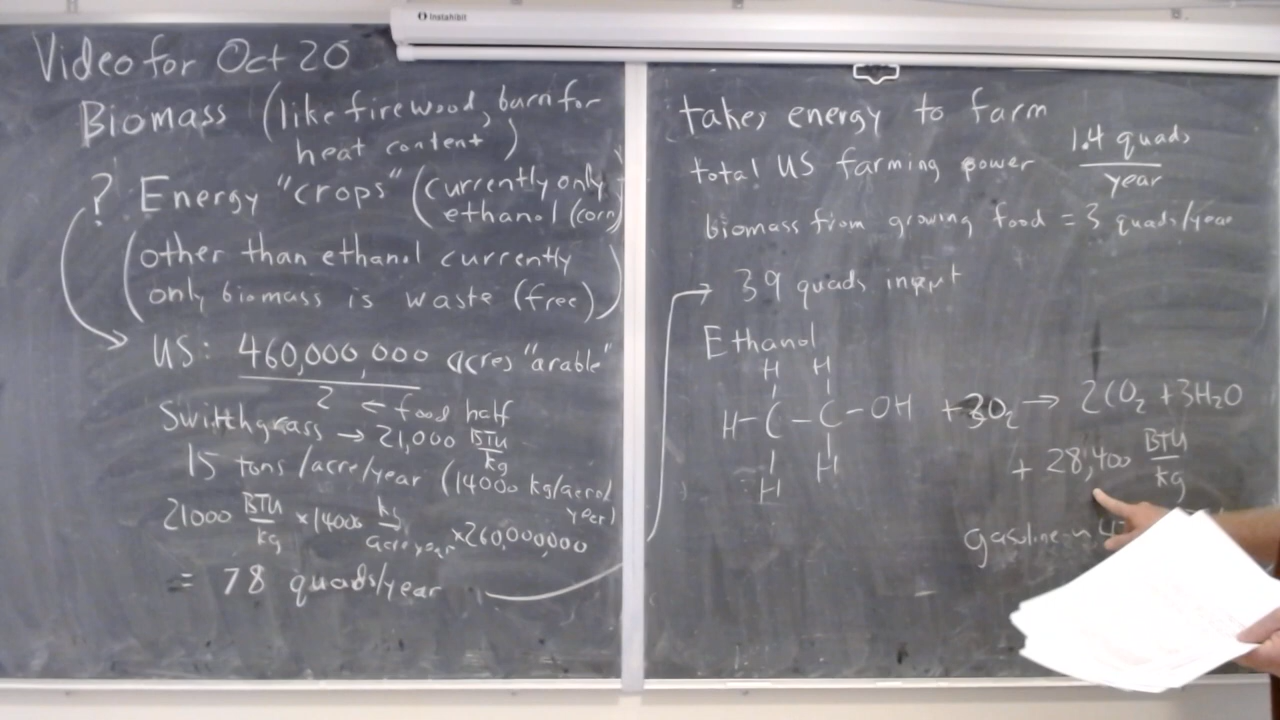 Instahibit
Video for Oct 20
Biomass (like firewood, burn for
heat content)
? Energy "crops" (currently only
ethanol (corn)
(other than ethanol currently
only biomass is waste (free))
US: 460,000,000 acres "arable"
2 ← food half
Switchgrass → 21,000 BTU/kg
15 tons/acre/year (14000 kg/acre/
year)
21000 BTU/kg × 14000 kg/acre year × 260,000,000
= 78 quads/year
takes energy to farm
total US farming power 1.4 quads/year
biomass from growing food = 3 quads/year
→ 39 quads input
Ethanol
H H
H-C-C-OH + 3O₂ → 2CO₂ + 3H₂O
H H
+ 28,400 BTU/kg
gasoline